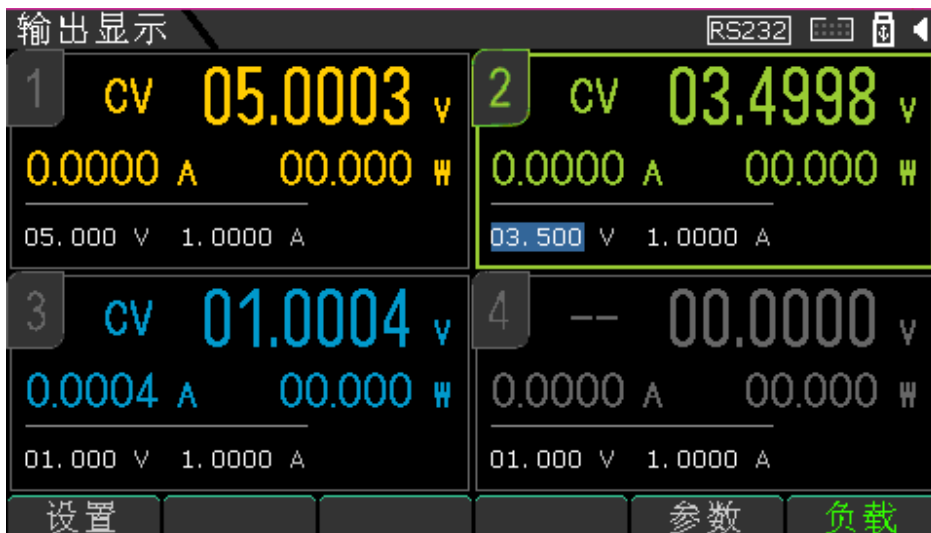 输出显示 RS232
1 CV 05.0003 V
0.0000 A 00.000 W
05.000 V 1.0000 A
2 CV 03.4998 V
0.0000 A 00.000 W
03.500 V 1.0000 A
3 CV 01.0004 V
0.0004 A 00.000 W
01.000 V 1.0000 A
4 -- 00.0000 V
0.0000 A 00.000 W
01.000 V 1.0000 A
设置 参数 负载